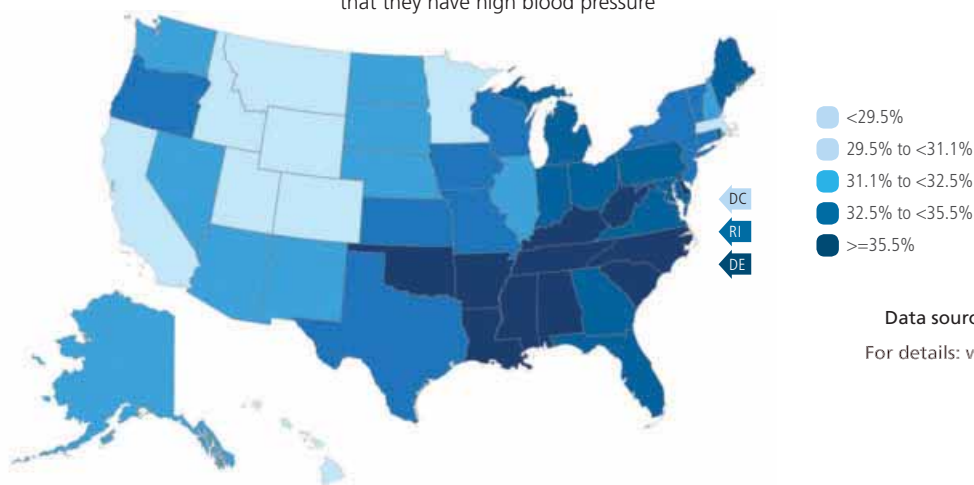 that they have high blood pressure
<29.5%
29.5% to <31.1%
31.1% to <32.5%
32.5% to <35.5%
>=35.5%
DC
RI
DE
Data sourc
For details: w